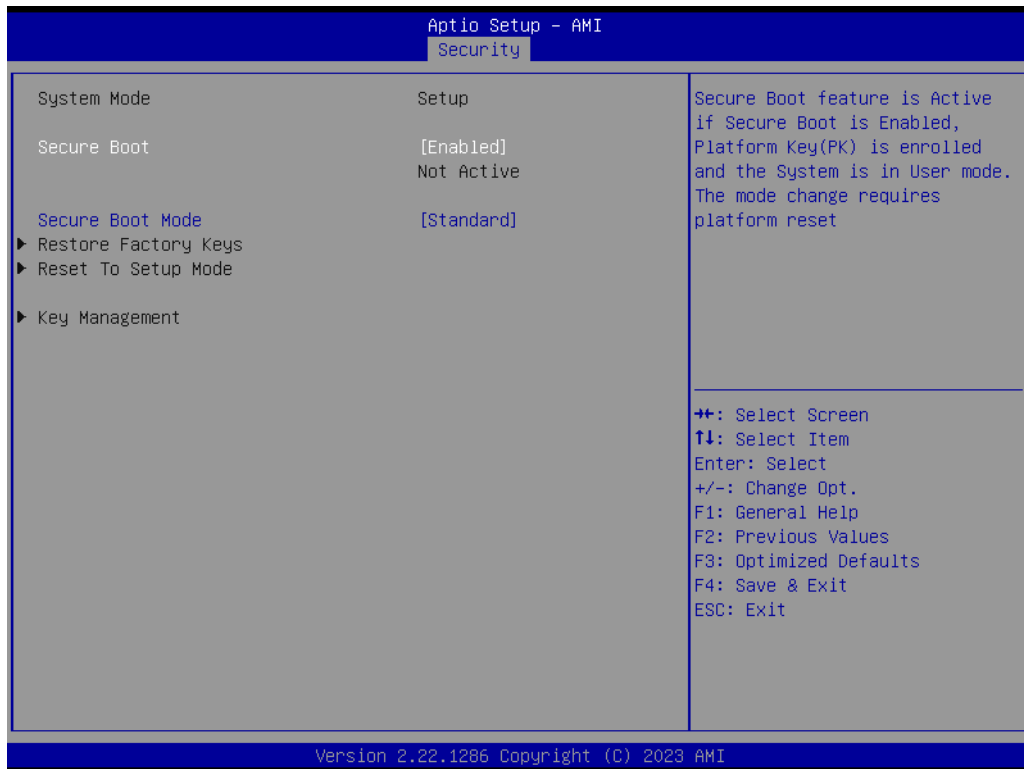 Aptio Setup – AMI
Security
System Mode Setup
Secure Boot [Enabled]
Not Active
Secure Boot Mode [Standard]
Restore Factory Keys
Reset To Setup Mode
Key Management
Secure Boot feature is Active
if Secure Boot is Enabled,
Platform Key(PK) is enrolled
and the System is in User mode.
The mode change requires
platform reset
→←: Select Screen
↑↓: Select Item
Enter: Select
+/-: Change Opt.
F1: General Help
F2: Previous Values
F3: Optimized Defaults
F4: Save & Exit
ESC: Exit
Version 2.22.1286 Copyright (C) 2023 AMI